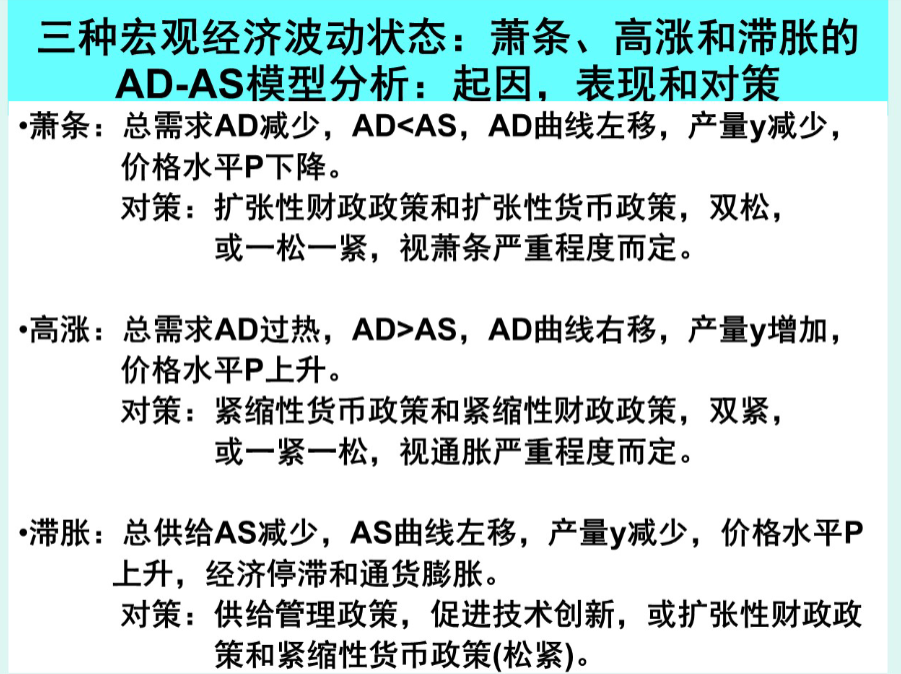 三种宏观经济波动状态：萧条、高涨和滞胀的
AD-AS模型分析：起因，表现和对策
•萧条：总需求AD减少，AD<AS，AD曲线左移，产量y减少，
价格水平P下降。
对策：扩张性财政政策和扩张性货币政策，双松，
或一松一紧，视萧条严重程度而定。
•高涨：总需求AD过热，AD>AS，AD曲线右移，产量y增加，
价格水平P上升。
对策：紧缩性货币政策和紧缩性财政政策，双紧，
或一紧一松，视通胀严重程度而定。
•滞胀：总供给AS减少，AS曲线左移，产量y减少，价格水平P
上升，经济停滞和通货膨胀。
对策：供给管理政策，促进技术创新，或扩张性财政政
策和紧缩性货币政策(松紧)。